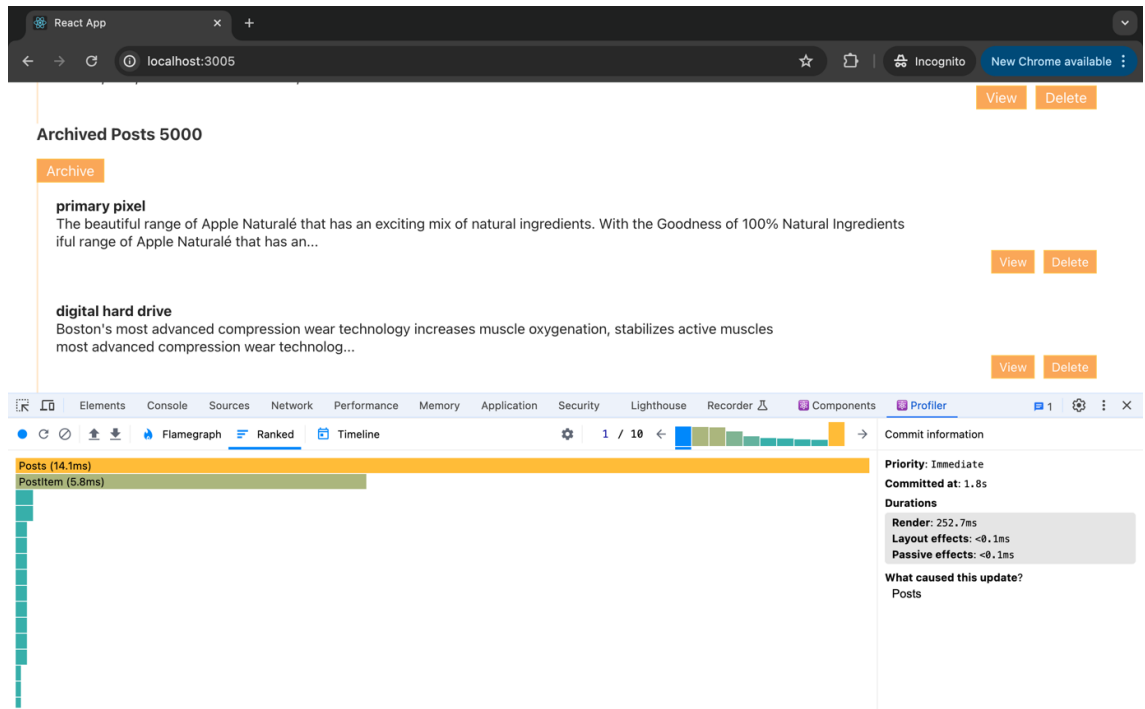 React App
localhost:3005
Incognito
New Chrome available
View Delete
Archived Posts 5000
Archive
primary pixel
The beautiful range of Apple Naturalé that has an exciting mix of natural ingredients. With the Goodness of 100% Natural Ingredients
iful range of Apple Naturalé that has an...
View Delete
digital hard drive
Boston's most advanced compression wear technology increases muscle oxygenation, stabilizes active muscles
most advanced compression wear technolog...
View Delete
Elements Console Sources Network Performance Memory Application Security Lighthouse Recorder Components Profiler 1
Flamegraph Ranked Timeline 1 / 10 Commit information
Posts (14.1ms)
PostItem (5.8ms)
Priority: Immediate
Committed at: 1.8s
Durations
Render: 252.7ms
Layout effects: <0.1ms
Passive effects: <0.1ms
What caused this update?
Posts